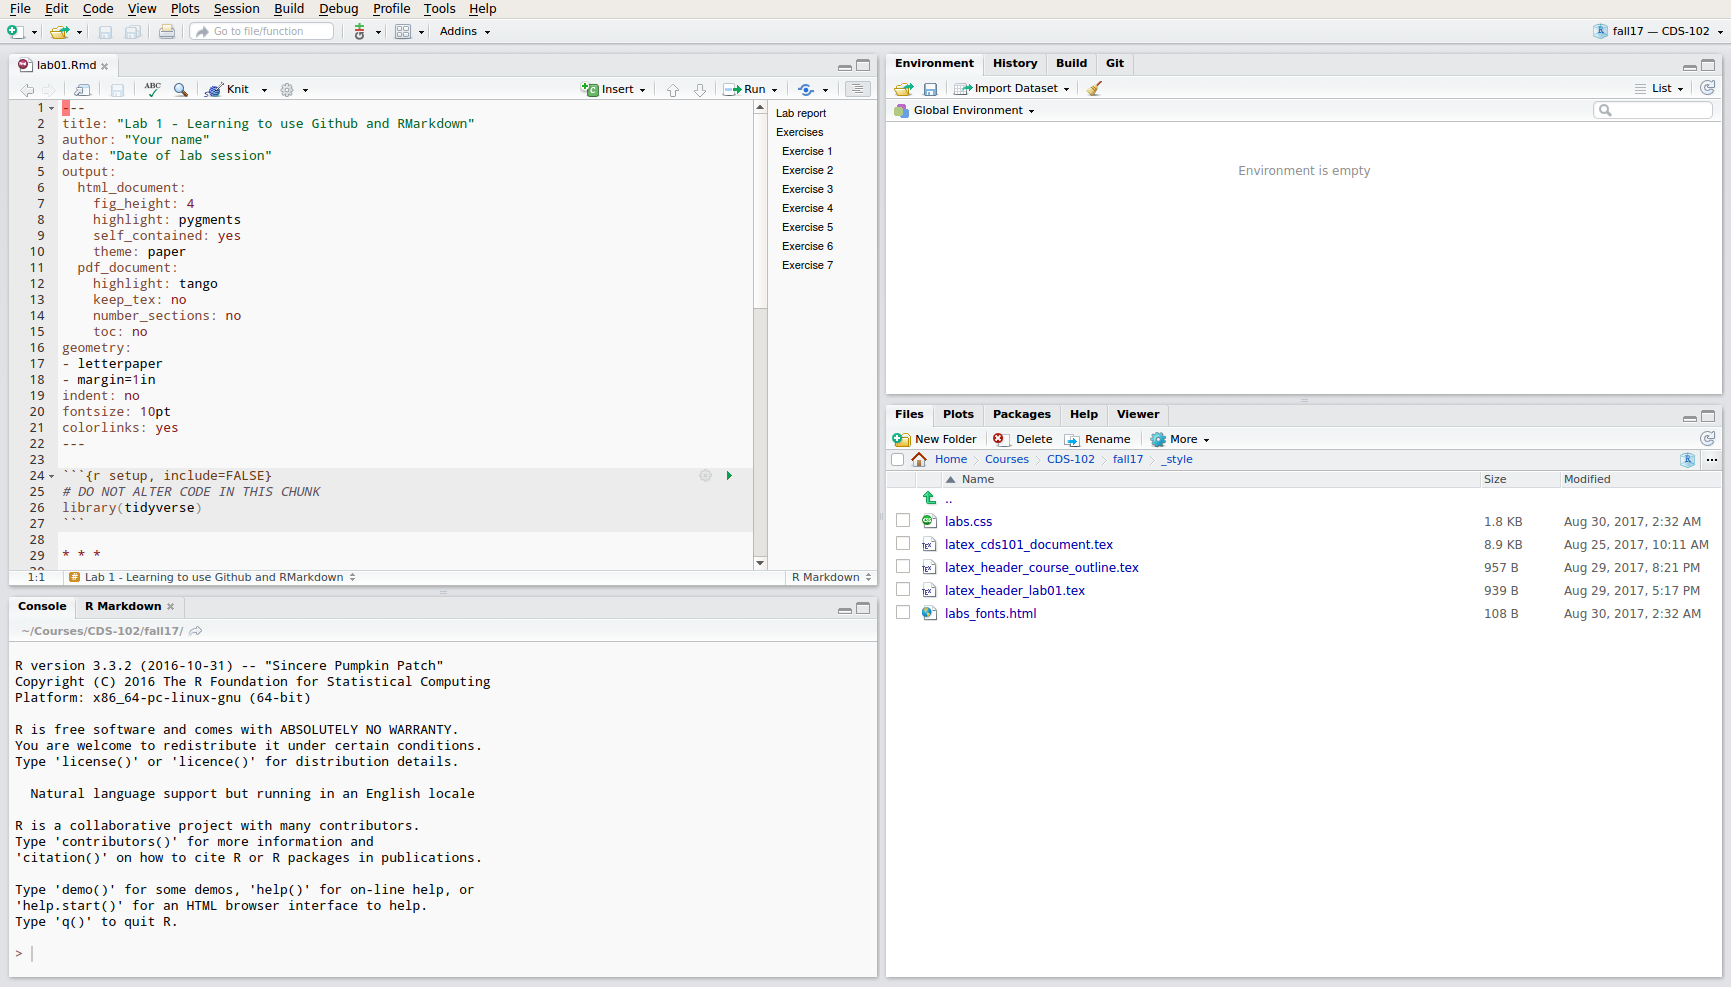 File Edit Code View Plots Session Build Debug Profile Tools Help
Go to file/function
Addins
fall17 — CDS-102
lab01.Rmd
ABC
Knit
Insert
Run
1 ---
2 title: "Lab 1 - Learning to use Github and RMarkdown"
3 author: "Your name"
4 date: "Date of lab session"
5 output:
6 html_document:
7 fig_height: 4
8 highlight: pygments
9 self_contained: yes
10 theme: paper
11 pdf_document:
12 highlight: tango
13 keep_tex: no
14 number_sections: no
15 toc: no
16 geometry:
17 - letterpaper
18 - margin=1in
19 indent: no
20 fontsize: 10pt
21 colorlinks: yes
22 ---
23
24 ```{r setup, include=FALSE}
25 # DO NOT ALTER CODE IN THIS CHUNK
26 library(tidyverse)
27 ```
28
29 * * *
Lab report
Exercises
Exercise 1
Exercise 2
Exercise 3
Exercise 4
Exercise 5
Exercise 6
Exercise 7
1:1 # Lab 1 - Learning to use Github and RMarkdown R Markdown
Console R Markdown
~/Courses/CDS-102/fall17/
R version 3.3.2 (2016-10-31) -- "Sincere Pumpkin Patch"
Copyright (C) 2016 The R Foundation for Statistical Computing
Platform: x86_64-pc-linux-gnu (64-bit)
R is free software and comes with ABSOLUTELY NO WARRANTY.
You are welcome to redistribute it under certain conditions.
Type 'license()' or 'licence()' for distribution details.
Natural language support but running in an English locale
R is a collaborative project with many contributors.
Type 'contributors()' for more information and
'citation()' on how to cite R or R packages in publications.
Type 'demo()' for some demos, 'help()' for on-line help, or
'help.start()' for an HTML browser interface to help.
Type 'q()' to quit R.
>
Environment History Build Git
Import Dataset
List
Global Environment
Environment is empty
Files Plots Packages Help Viewer
New Folder Delete Rename More
Home Courses CDS-102 fall17 _style ...
Name Size Modified
..
labs.css 1.8 KB Aug 30, 2017, 2:32 AM
latex_cds101_document.tex 8.9 KB Aug 25, 2017, 10:11 AM
latex_header_course_outline.tex 957 B Aug 29, 2017, 8:21 PM
latex_header_lab01.tex 939 B Aug 29, 2017, 5:17 PM
labs_fonts.html 108 B Aug 30, 2017, 2:32 AM